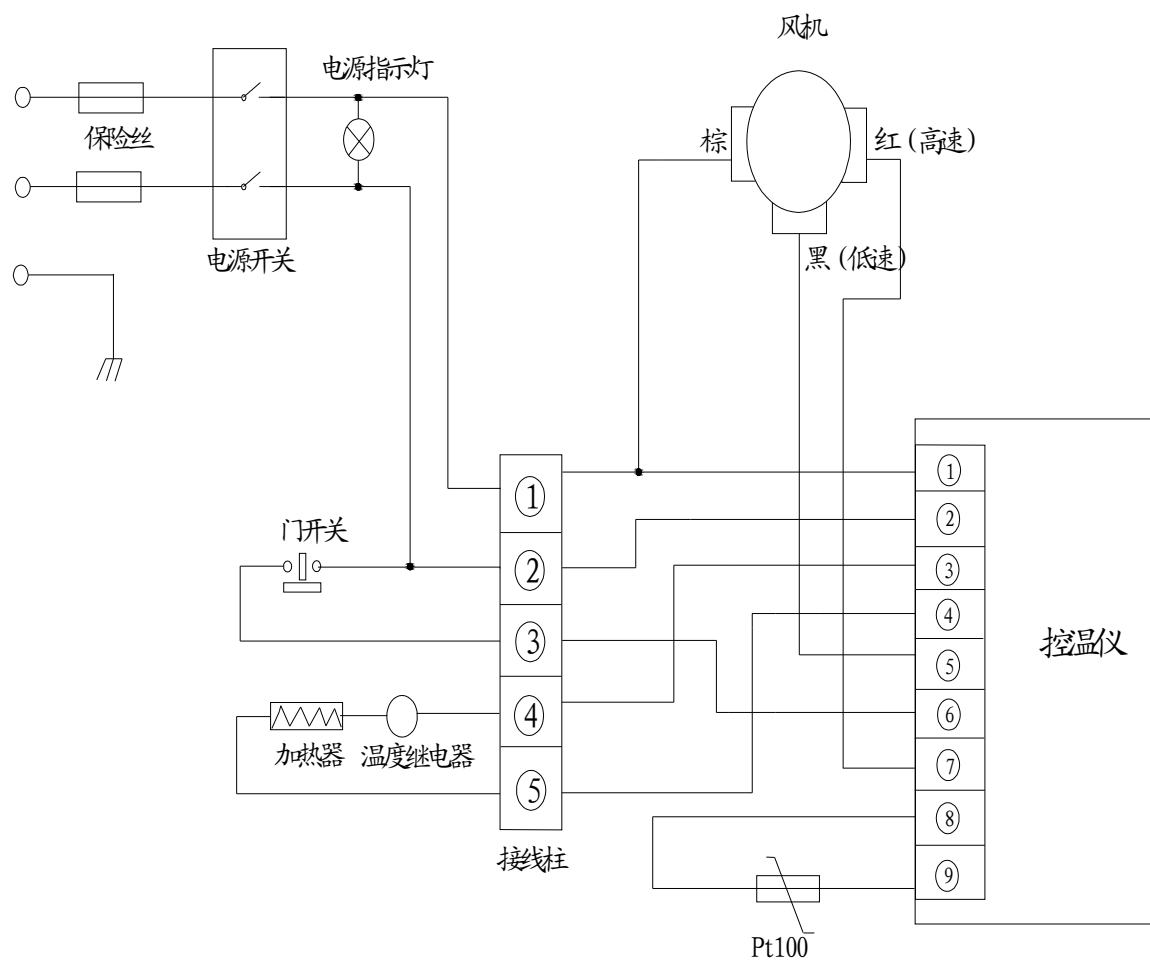 风机
电源指示灯
保险丝
棕
红(高速)
电源开关
黑(低速)
门开关
①
②
③
④
⑤
接线柱
加热器
温度继电器
①
②
③
④
⑤
⑥
⑦
⑧
⑨
控温仪
Pt100